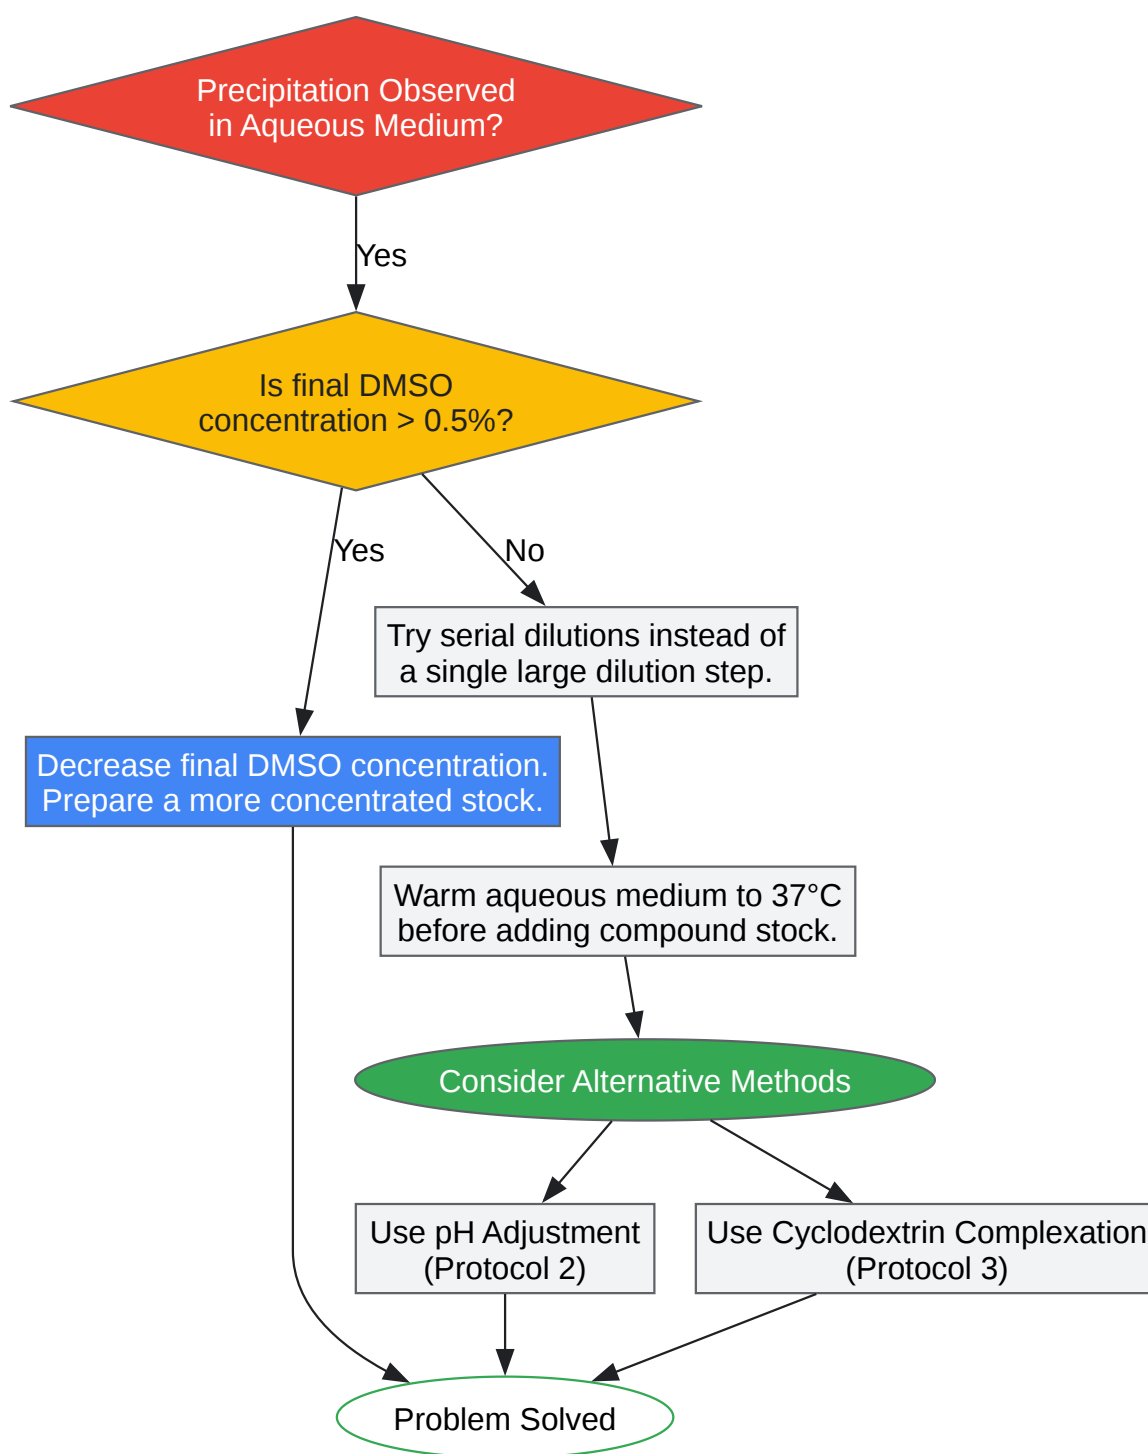 Precipitation Observed
in Aqueous Medium?
Yes
Is final DMSO
concentration > 0.5%?
Yes
No
Try serial dilutions instead of
a single large dilution step.
Decrease final DMSO concentration.
Prepare a more concentrated stock.
Warm aqueous medium to 37°C
before adding compound stock.
Consider Alternative Methods
Use pH Adjustment
(Protocol 2)
Use Cyclodextrin Complexation
(Protocol 3)
Problem Solved